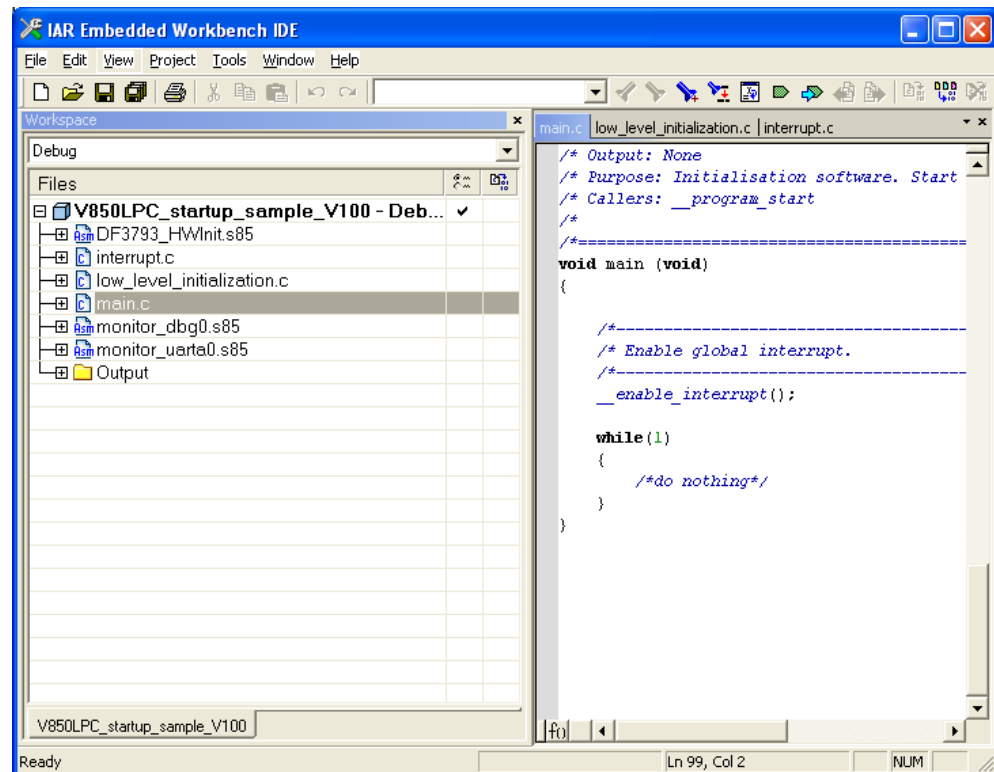 IAR Embedded Workbench IDE
File Edit View Project Tools Window Help
Workspace
Debug
Files
V850LPC_startup_sample_V100 - Deb...
DF3793_HWInit.s85
interrupt.c
low_level_initialization.c
main.c
monitor_dbg0.s85
monitor_uarta0.s85
Output
V850LPC_startup_sample_V100
main.c low_level_initialization.c interrupt.c
/* Output: None
/* Purpose: Initialisation software. Start
/* Callers: __program_start
/*
/*==========================================
void main (void)
{
/*--------------------------------------
/* Enable global interrupt.
/*--------------------------------------
__enable_interrupt();
while(1)
{
/*do nothing*/
}
}
f()
Ready Ln 99, Col 2 NUM